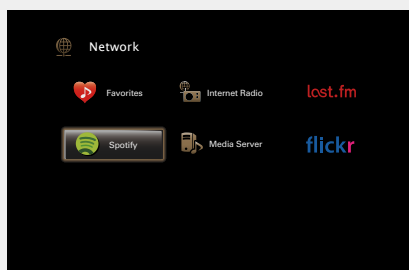 Network
Favorites
Internet Radio
last.fm
Spotify
Media Server
flickr